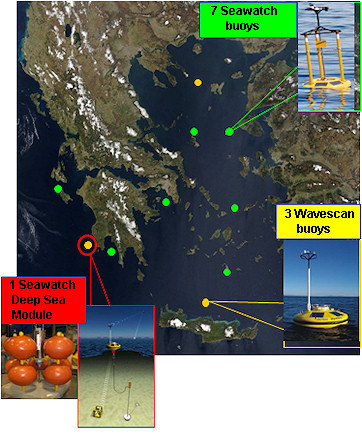 7 Seawatch
buoys
3 Wavescan
buoys
1 Seawatch
Deep Sea
Module